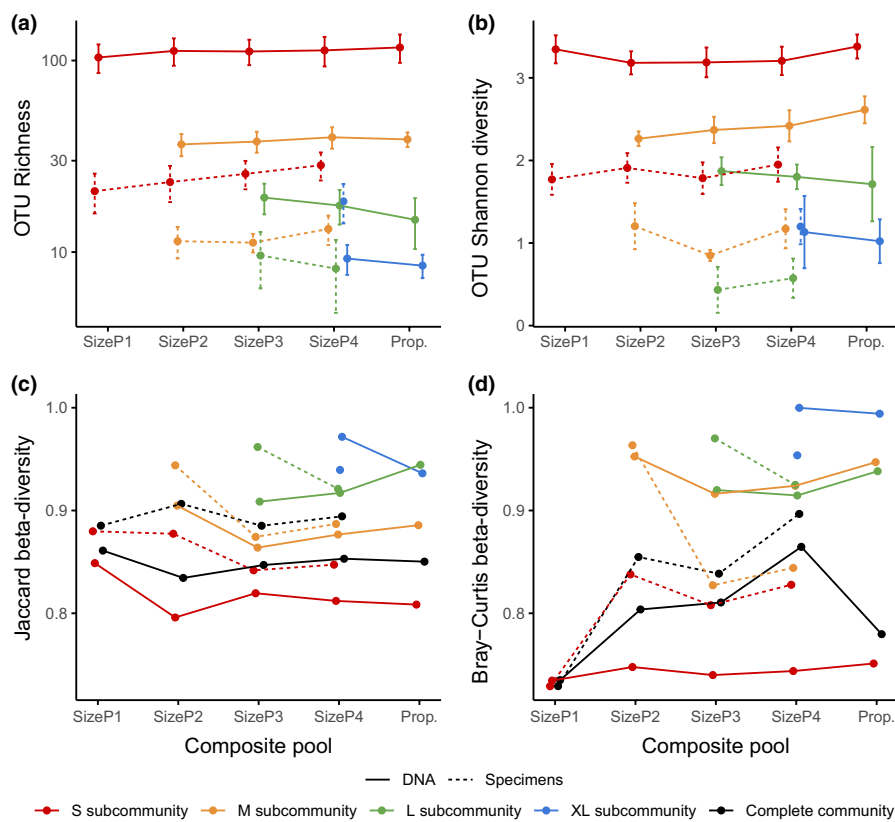 (a)
OTU Richness
100
30
10
SizeP1 SizeP2 SizeP3 SizeP4 Prop.
(b)
OTU Shannon diversity
3
2
1
0
SizeP1 SizeP2 SizeP3 SizeP4 Prop.
(c)
Jaccard beta-diversity
1.0
0.9
0.8
SizeP1 SizeP2 SizeP3 SizeP4 Prop.
Composite pool
(d)
Bray−Curtis beta-diversity
1.0
0.9
0.8
SizeP1 SizeP2 SizeP3 SizeP4 Prop.
Composite pool
DNA Specimens
S subcommunity M subcommunity L subcommunity XL subcommunity Complete community